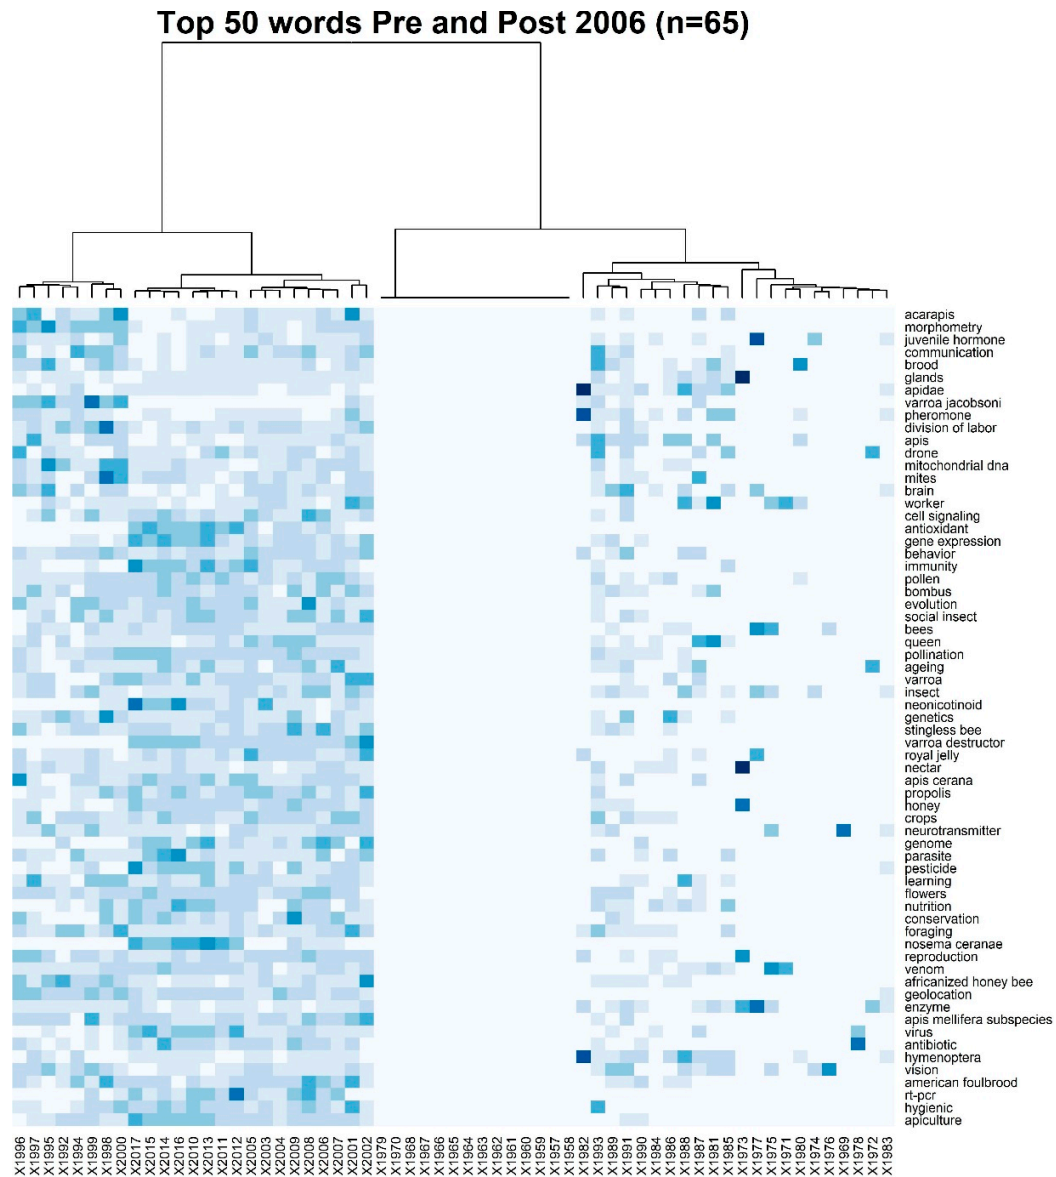 Top 50 words Pre and Post 2006 (n=65)
acarapis
morphometry
juvenile hormone
communication
brood
glands
apidae
varroa jacobsoni
pheromone
division of labor
apis
drone
mitochondrial dna
mites
brain
worker
cell signaling
antioxidant
gene expression
behavior
immunity
pollen
bombus
evolution
social insect
bees
queen
pollination
ageing
varroa
insect
neonicotinoid
genetics
stingless bee
varroa destructor
royal jelly
nectar
apis cerana
propolis
honey
crops
neurotransmitter
genome
parasite
pesticide
learning
flowers
nutrition
conservation
foraging
nosema ceranae
reproduction
venom
africanized honey bee
geolocation
enzyme
apis mellifera subspecies
virus
antibiotic
hymenoptera
vision
american foulbrood
rt-pcr
hygienic
apiculture
X1996
X1997
X1995
X1992
X1994
X1999
X1998
X2000
X2017
X2015
X2014
X2016
X2010
X2013
X2011
X2012
X2005
X2003
X2004
X2009
X2008
X2006
X2007
X2001
X2002
X1979
X1970
X1968
X1967
X1966
X1965
X1964
X1963
X1962
X1961
X1960
X1959
X1957
X1958
X1982
X1993
X1989
X1991
X1990
X1984
X1986
X1988
X1987
X1981
X1985
X1973
X1977
X1975
X1971
X1980
X1974
X1976
X1969
X1978
X1972
X1983